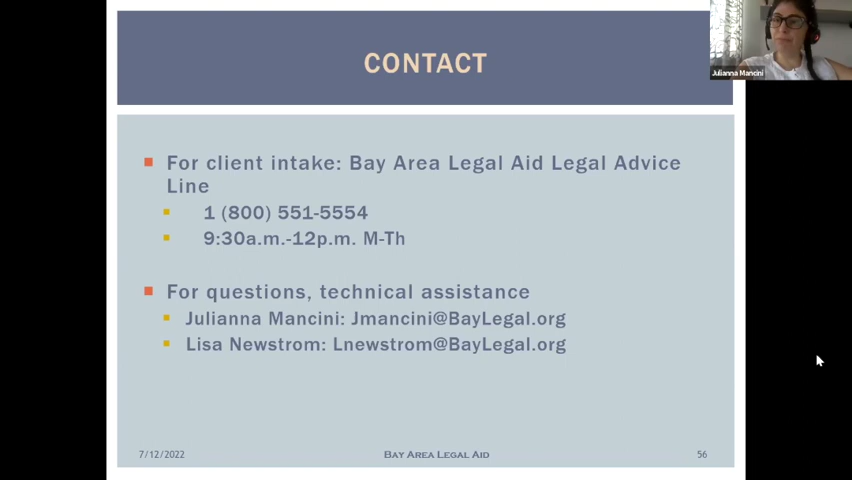 CONTACT
Julianna Mancini
For client intake: Bay Area Legal Aid Legal Advice
Line
1 (800) 551-5554
9:30a.m.-12p.m. M-Th
For questions, technical assistance
Julianna Mancini: Jmancini@BayLegal.org
Lisa Newstrom: Lnewstrom@BayLegal.org
7/12/2022 Bay Area Legal Aid 56